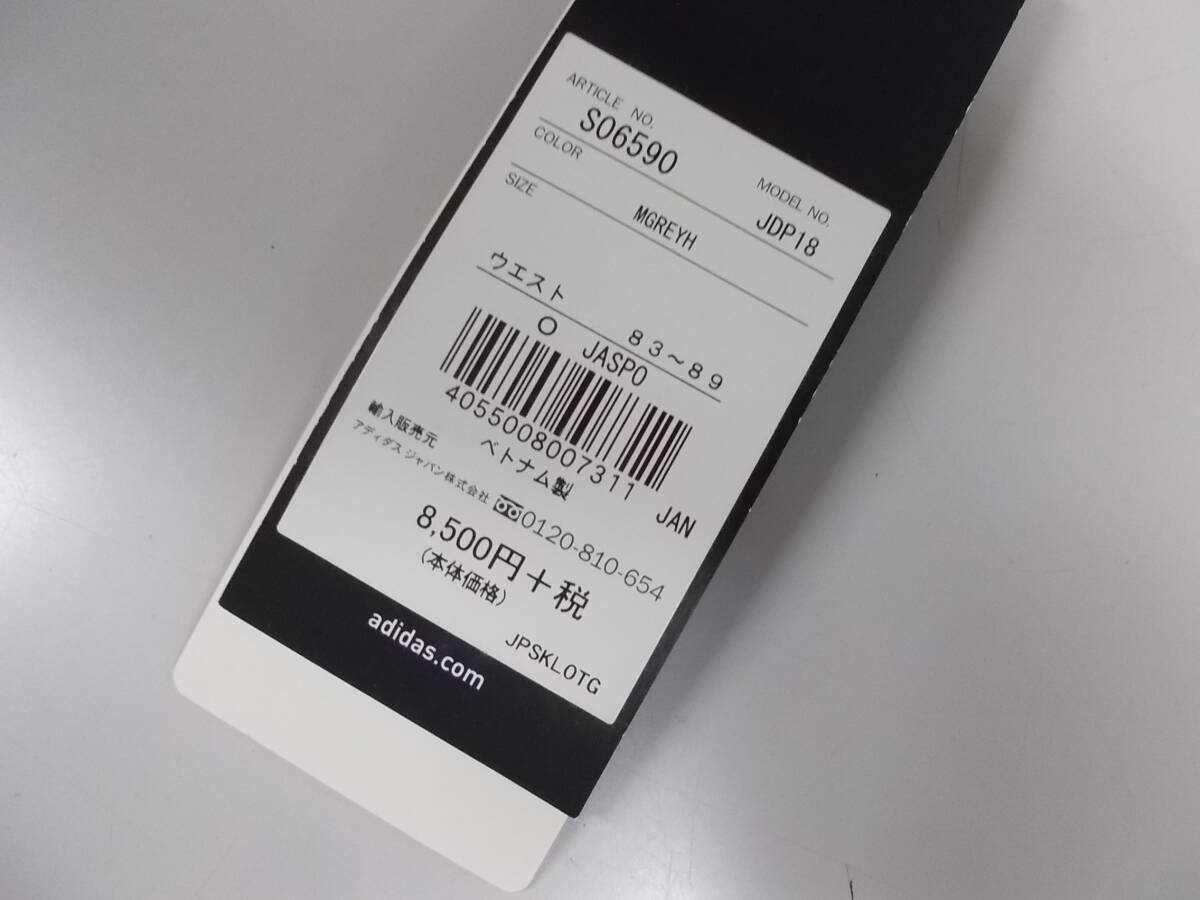 ARTICLE NO.
S06590
MODEL NO.
JDP18
COLOR
MGREYH
SIZE
ウエスト ８３～８９
O JASPO
4055008007311
JAN
ベトナム製
輸入販売元
アディダス ジャパン株式会社 0120-810-654
8,500円+税
(本体価格)
JPSKLOTG
adidas.com